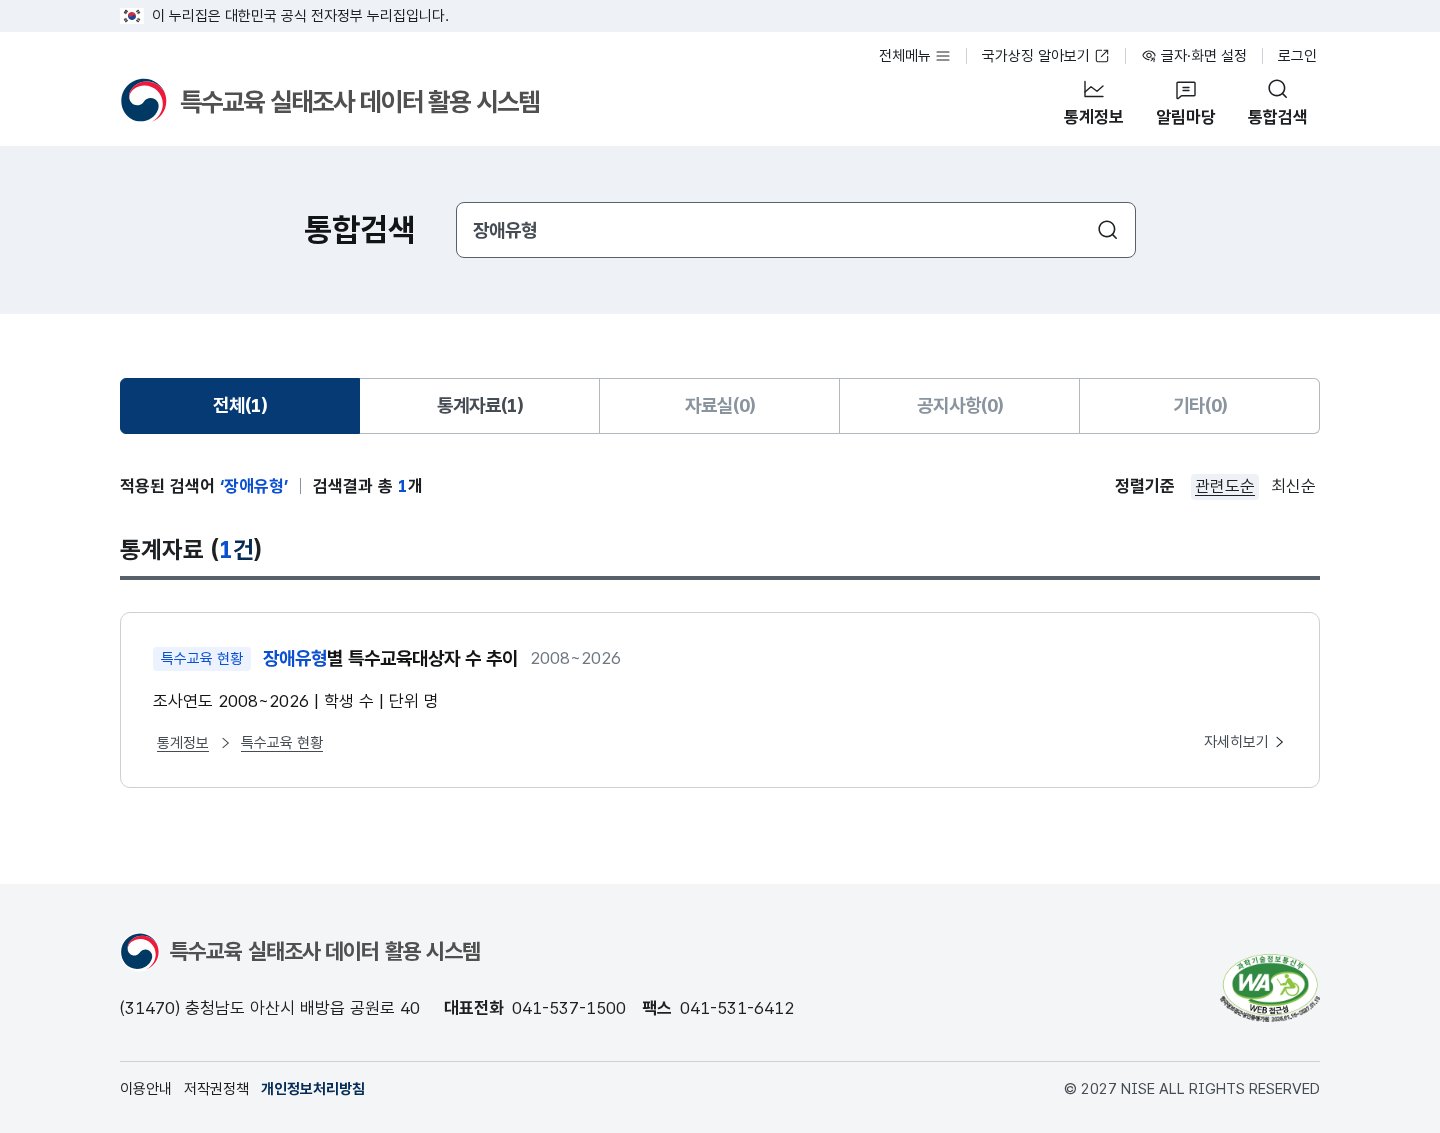 이 누리집은 대한민국 공식 전자정부 누리집입니다.
전체메뉴 국가상징 알아보기 글자·화면 설정 로그인
특수교육 실태조사 데이터 활용 시스템
통계정보 알림마당 통합검색
통합검색 장애유형
전체(1) 통계자료(1) 자료실(0) 공지사항(0) 기타(0)
적용된 검색어 ‘장애유형’ 검색결과 총 1개 정렬기준 관련도순 최신순
통계자료 (1건)
특수교육 현황 장애유형별 특수교육대상자 수 추이 2008~2026
조사연도 2008~2026 | 학생 수 | 단위 명
통계정보 특수교육 현황 자세히보기
특수교육 실태조사 데이터 활용 시스템
과학기술정보통신부
WA
WEB 접근성
(31470) 충청남도 아산시 배방읍 공원로 40 대표전화 041-537-1500 팩스 041-531-6412
이용안내 저작권정책 개인정보처리방침 © 2027 NISE ALL RIGHTS RESERVED